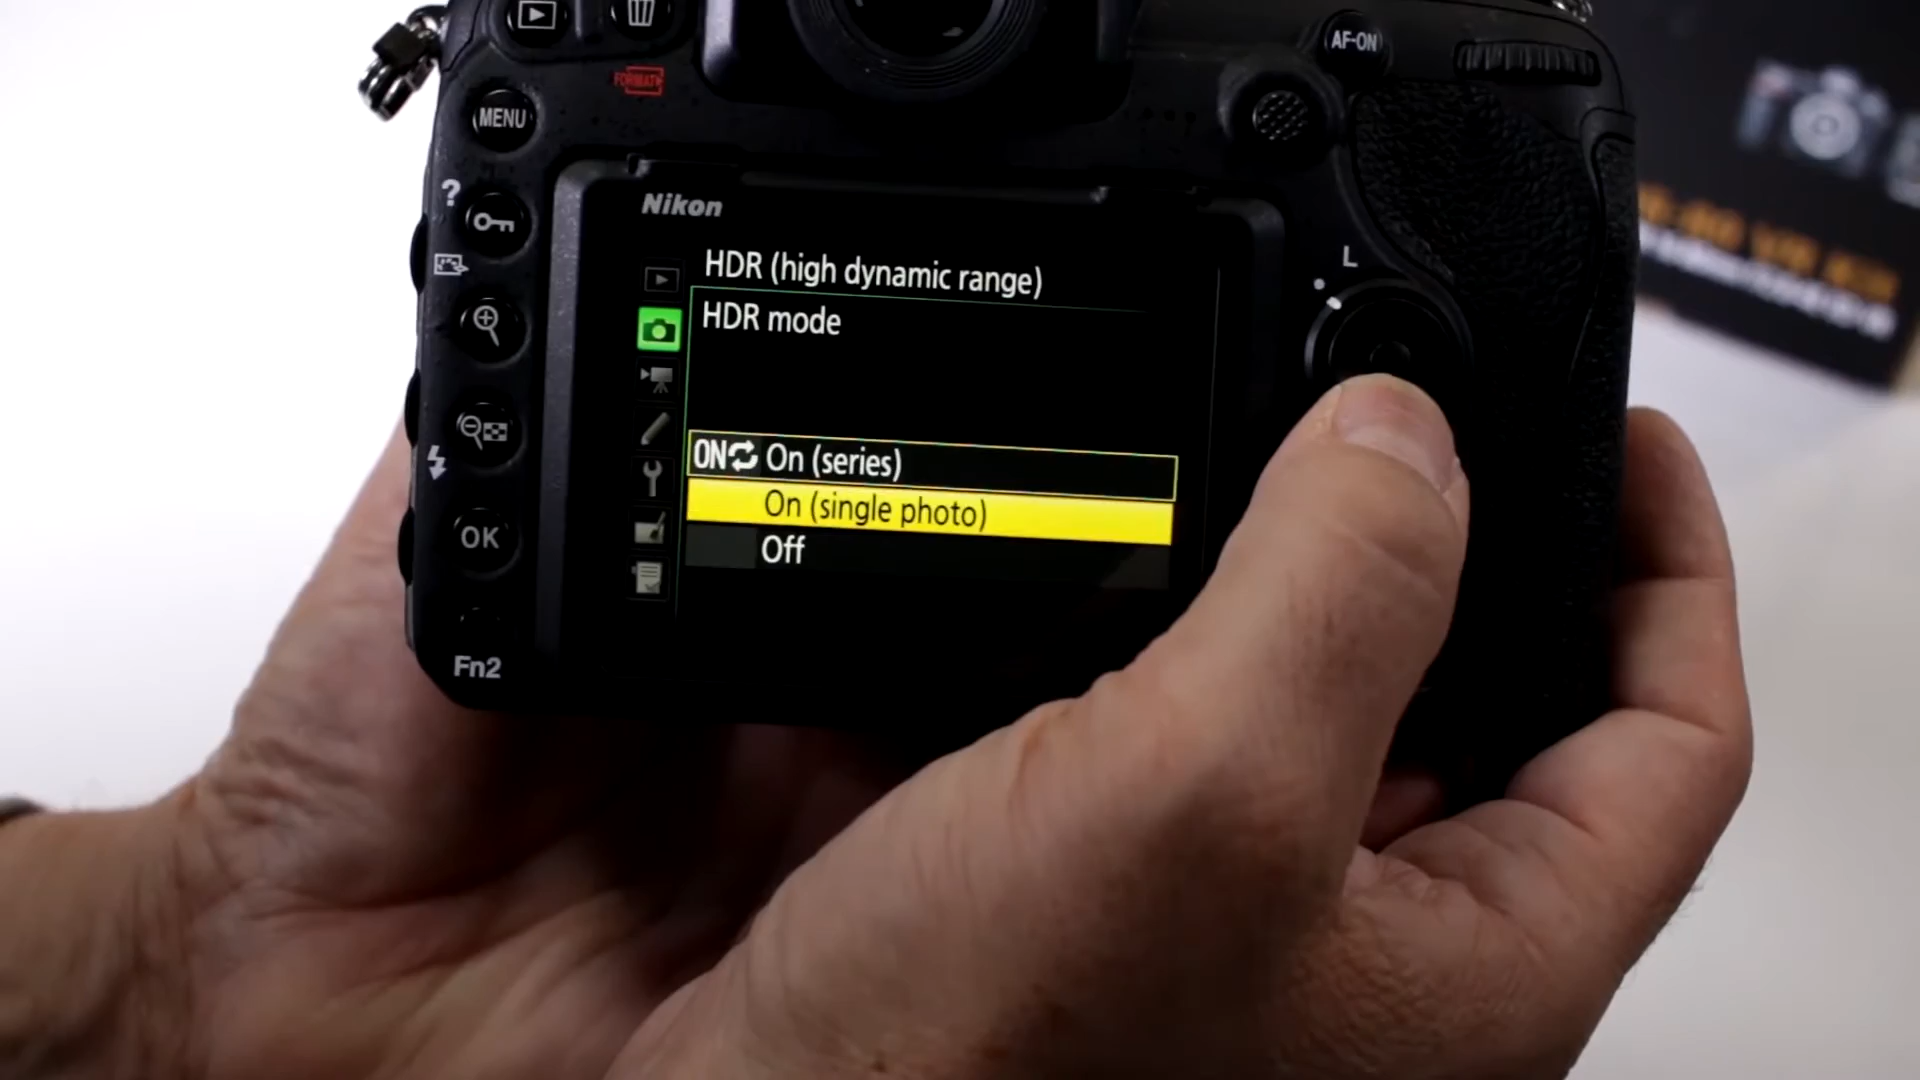 AF-ON
FORMAT
MENU
?
Nikon
L
HDR (high dynamic range)
HDR mode
ON On (series)
On (single photo)
Off
OK
Fn2